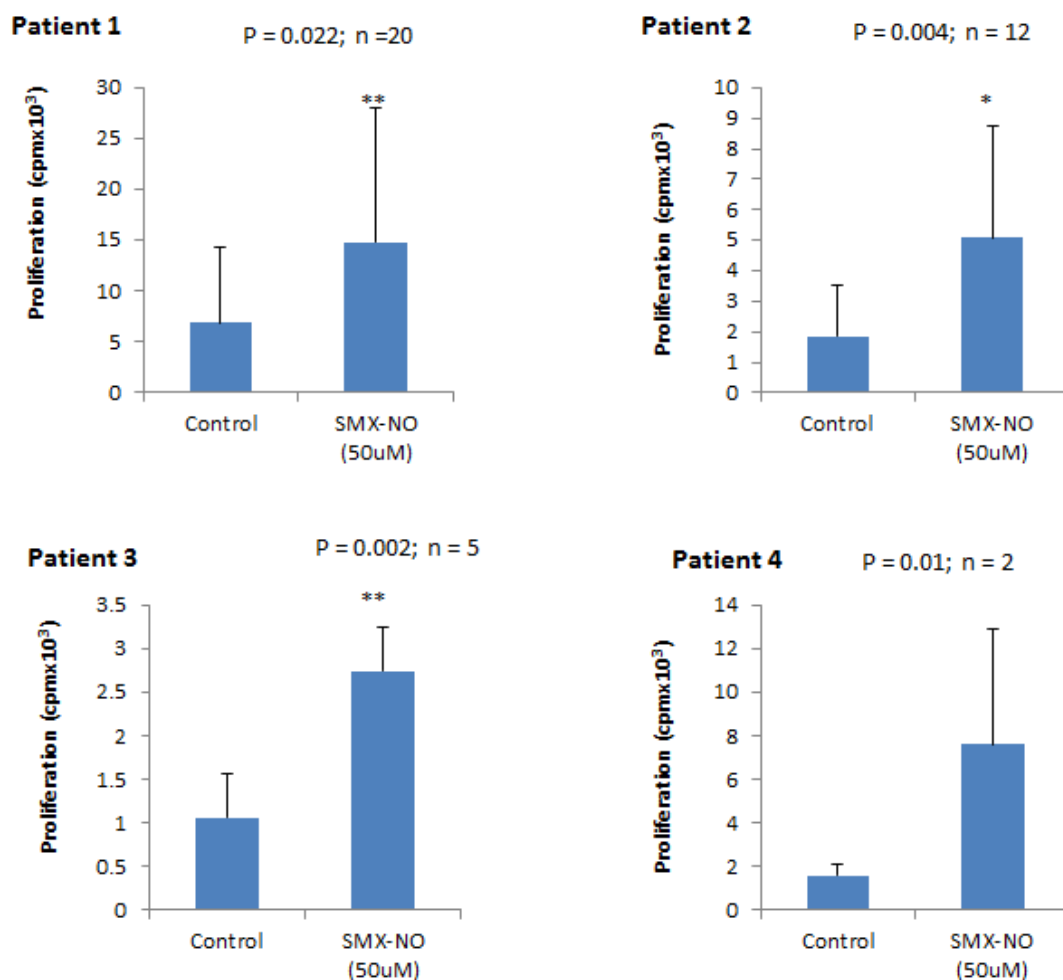 Patient 1
P = 0.022; n =20
Proliferation (cpmx10³)
30
25
20
15
10
5
0
**
Control
SMX-NO
(50uM)
Patient 2
P = 0.004; n = 12
Proliferation (cpmx10³)
10
9
8
7
6
5
4
3
2
1
0
*
Control
SMX-NO
(50uM)
Patient 3
P = 0.002; n = 5
Proliferation (cpmx10³)
3.5
3
2.5
2
1.5
1
0.5
0
**
Control
SMX-NO
(50uM)
Patient 4
P = 0.01; n = 2
Proliferation (cpmx10³)
14
12
10
8
6
4
2
0
Control
SMX-NO
(50uM)